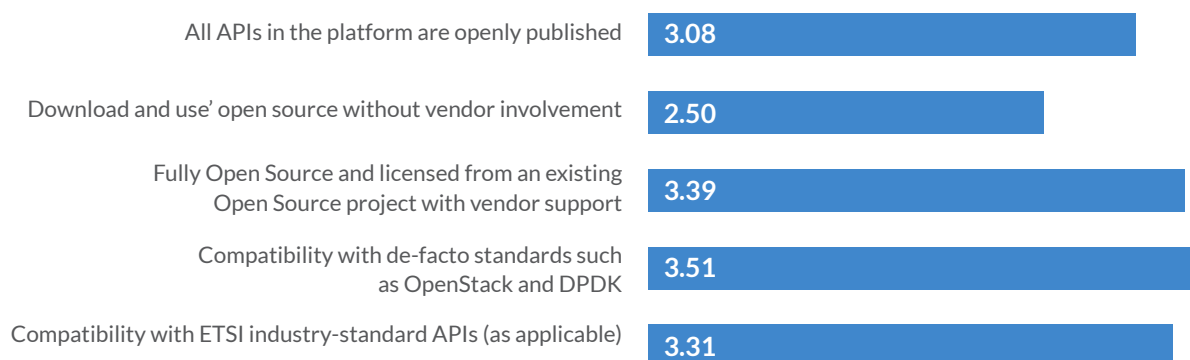 All APIs in the platform are openly published
3.08
Download and use’ open source without vendor involvement
2.50
Fully Open Source and licensed from an existing
Open Source project with vendor support
3.39
Compatibility with de-facto standards such
as OpenStack and DPDK
3.51
Compatibility with ETSI industry-standard APIs (as applicable)
3.31